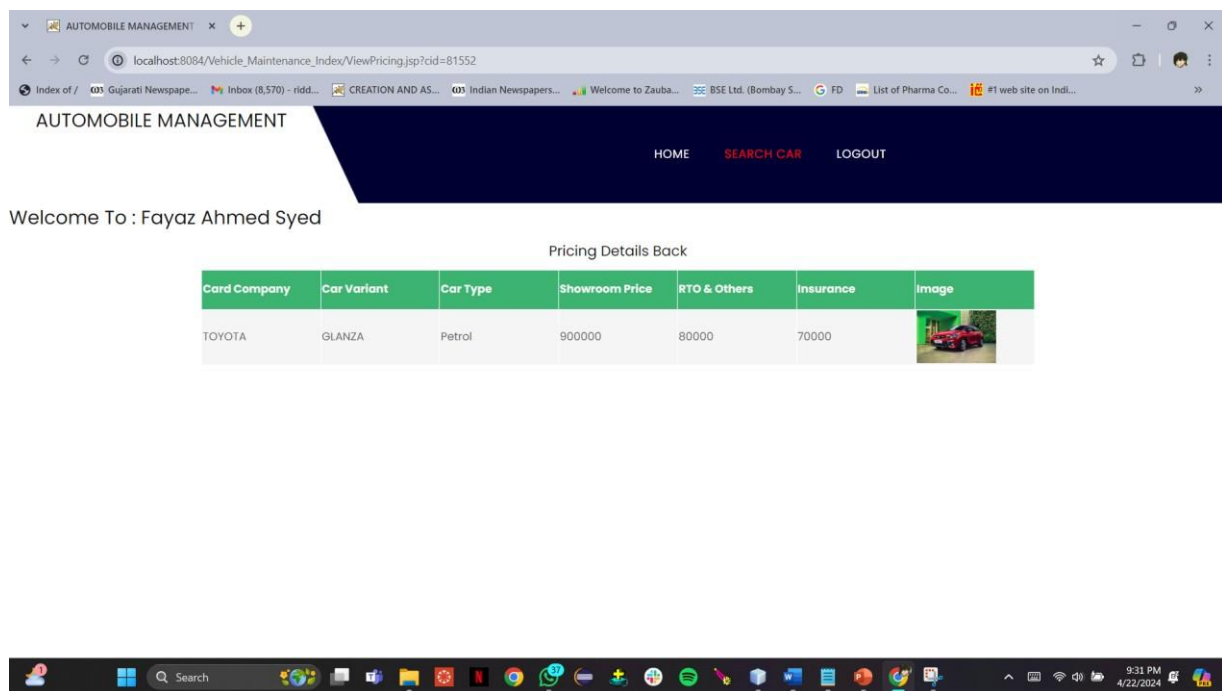 AUTOMOBILE MANAGEMENT
localhost:8084/Vehicle_Maintenance_Index/ViewPricing.jsp?cid=81552
Index of / Gujarati Newspape... Inbox (8,570) - ridd... CREATION AND AS... Indian Newspapers... Welcome to Zauba... BSE Ltd. (Bombay S... FD List of Pharma Co... #1 web site on Indi...
AUTOMOBILE MANAGEMENT
HOME SEARCH CAR LOGOUT
Welcome To : Fayaz Ahmed Syed
Pricing Details Back
Card Company Car Variant Car Type Showroom Price RTO & Others Insurance Image
TOYOTA GLANZA Petrol 900000 80000 70000
1 Search 37 9:31 PM
4/22/2024